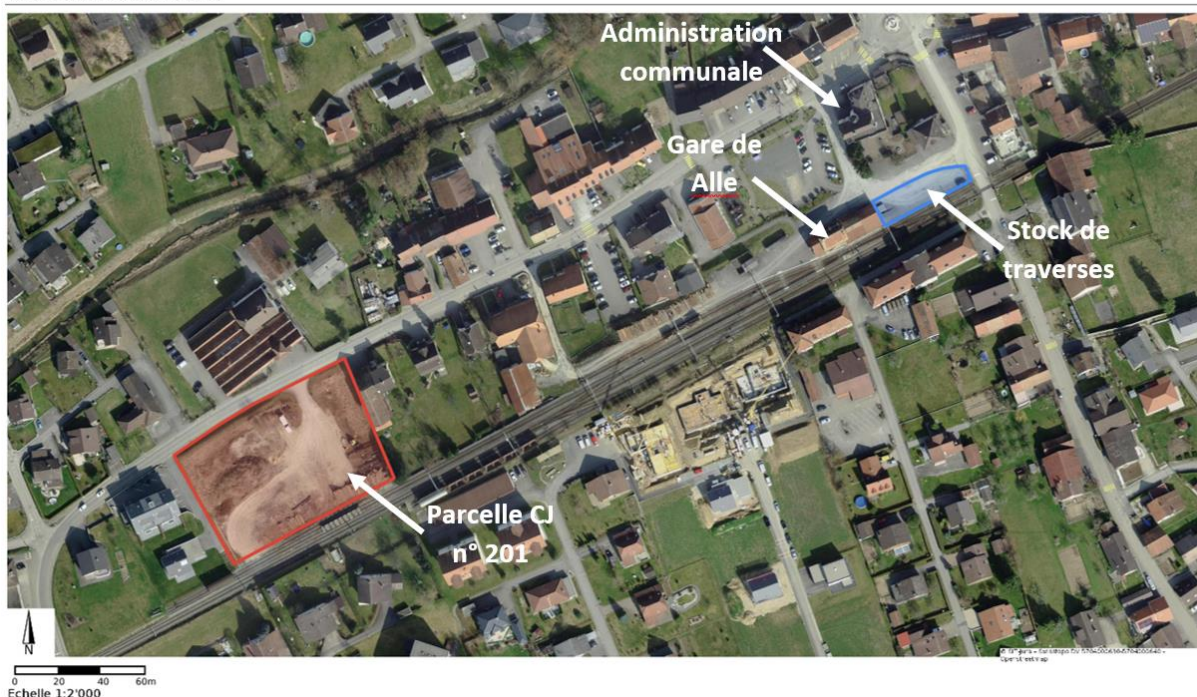 Administration
communale
Gare de
Alle
Stock de
traverses
Parcelle CJ
n° 201
N
0 20 40 60m
Echelle 1:2'000